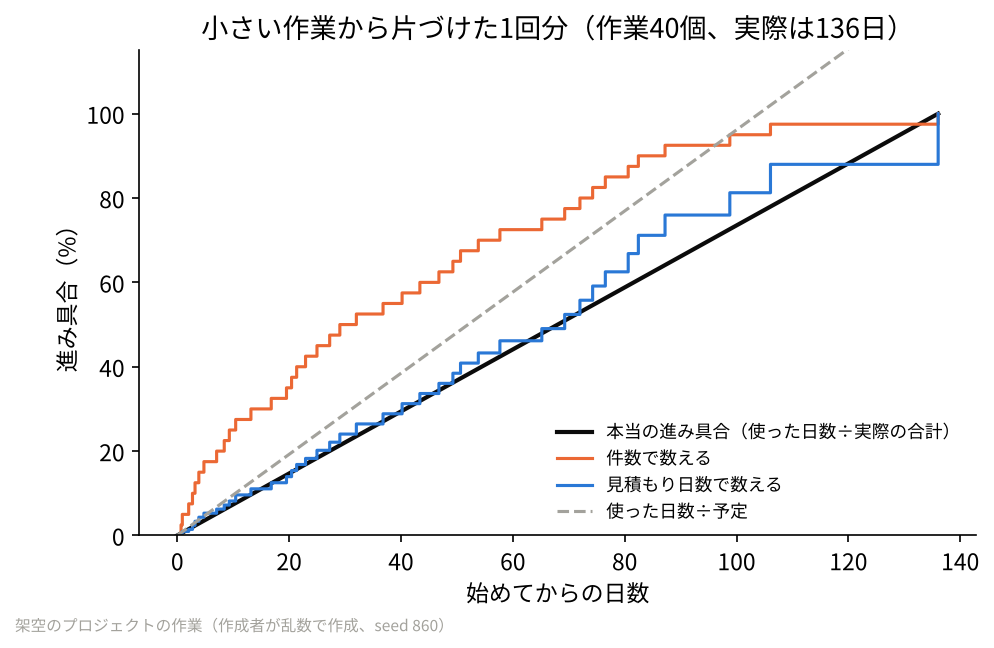 小さい作業から片づけた1回分（作業40個、実際は136日）
進み具合（%）
100
80
60
40
20
0
本当の進み具合（使った日数÷実際の合計）
件数で数える
見積もり日数で数える
使った日数÷予定
0 20 40 60 80 100 120 140
始めてからの日数
架空のプロジェクトの作業（作成者が乱数で作成、seed 860）